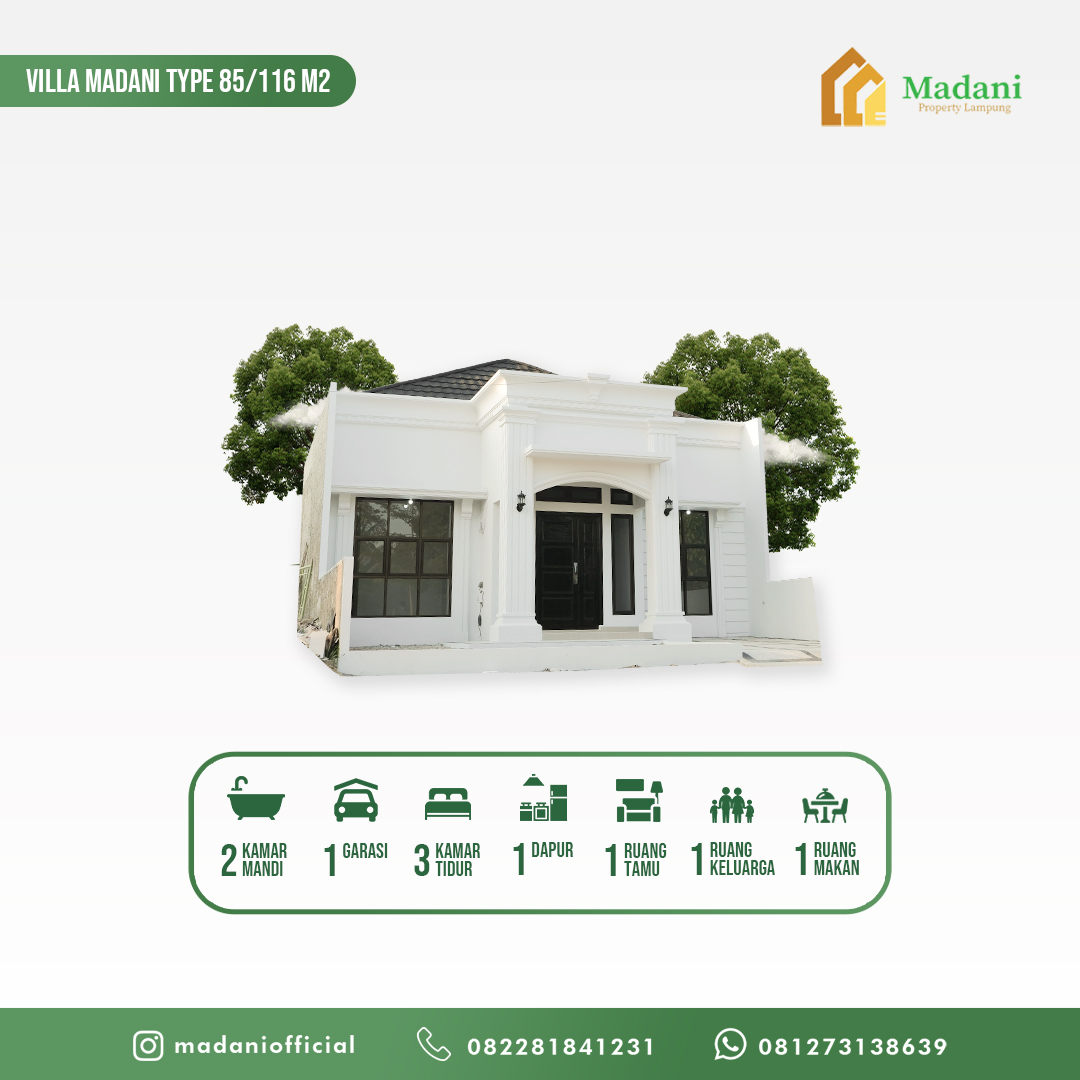 VILLA MADANI TYPE 85/116 M2
Madani
Property Lampung
2 KAMAR
MANDI
1 GARASI
3 KAMAR
TIDUR
1 DAPUR
1 RUANG
TAMU
1 RUANG
KELUARGA
1 RUANG
MAKAN
madaniofficial
082281841231
081273138639